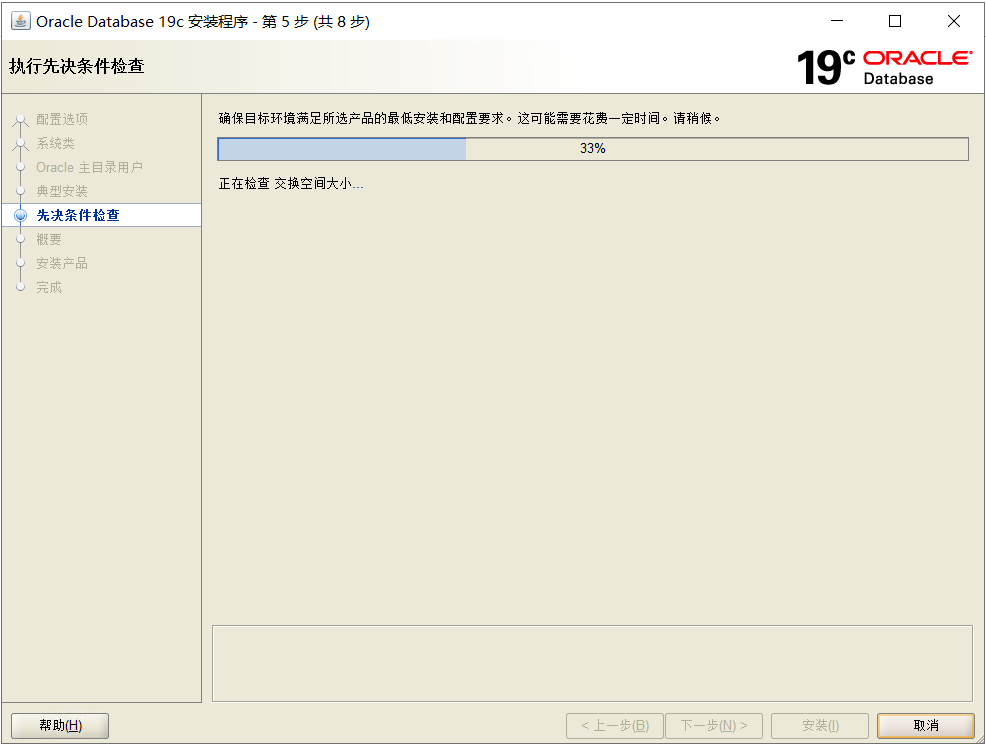 Oracle Database 19c 安装程序 - 第 5 步 (共 8 步)
执行先决条件检查
19c ORACLE
Database
配置选项
系统类
Oracle 主目录用户
典型安装
先决条件检查
概要
安装产品
完成
确保目标环境满足所选产品的最低安装和配置要求。这可能需要花费一定时间。请稍候。
33%
正在检查 交换空间大小...
帮助(H)
< 上一步(B)
下一步(N) >
安装(I)
取消